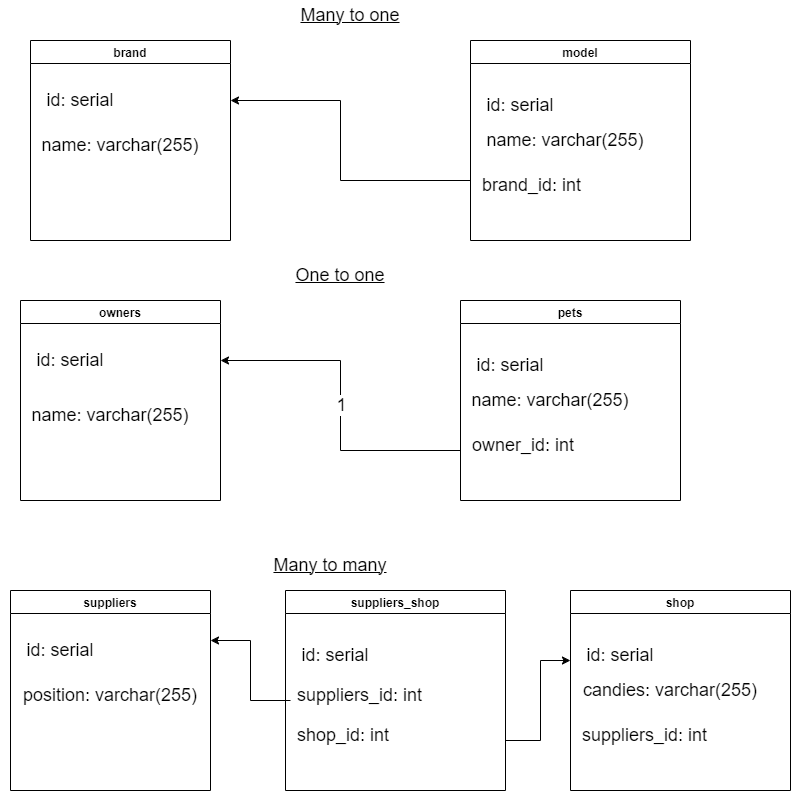 Many to one
brand
id: serial
name: varchar(255)
model
id: serial
name: varchar(255)
brand_id: int
One to one
owners
id: serial
name: varchar(255)
1
pets
id: serial
name: varchar(255)
owner_id: int
Many to many
suppliers
id: serial
position: varchar(255)
suppliers_shop
id: serial
suppliers_id: int
shop_id: int
shop
id: serial
candies: varchar(255)
suppliers_id: int